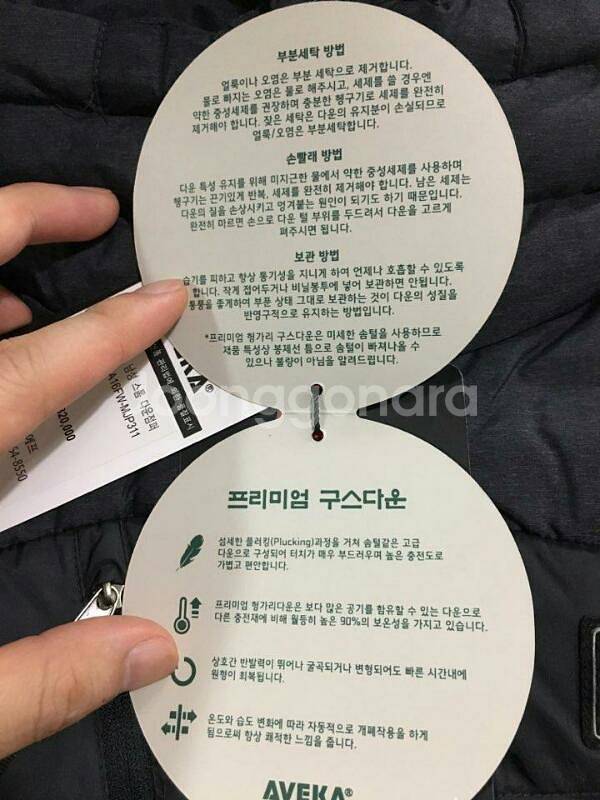 부분세탁 방법
얼룩이나 오염은 부분 세탁으로 제거합니다.
물로 빠지는 오염은 물로 해주시고, 세제를 쓸 경우엔
약한 중성세제를 권장하며 충분한 헹구기로 세제를 완전히
제거해야 합니다. 잦은 세탁은 다운의 유지분이 손실되므로
얼룩/오염은 부분세탁합니다.
손빨래 방법
다운 특성 유지를 위해 미지근한 물에서 약한 중성세제를 사용하며
헹구기는 끈기있게 반복, 세제를 완전히 제거해야 합니다. 남은 세제는
다운의 질을 손상시키고 엉겨붙는 원인이 되기도 하기 때문입니다.
완전히 마르면 손으로 다운 털 부위를 두드려서 다운을 고르게
펴주시면 됩니다.
보관 방법
습기를 피하고 항상 통기성을 지니게 하여 언제나 호흡할 수 있도록
합니다. 작게 접어두거나 비닐봉투에 넣어 보관하면 안됩니다.
통풍을 좋게하여 부푼 상태 그대로 보관하는 것이 다운의 성질을
반영구적으로 유지하는 방법입니다.
*프리미엄 헝가리 구스다운은 미세한 솜털을 사용하므로
제품 특성상 봉제선 틈으로 솜털이 빠져나올 수
있으나 불량이 아님을 알려드립니다.
AVEKA®
남성 스톰 다운점퍼
A16FW-MJP311
820,000
에프
54-8550
joonggonara
프리미엄 구스다운
섬세한 플러킹(Plucking)과정을 거쳐 솜털같은 고급
다운으로 구성되어 터치가 매우 부드러우며 높은 충전도로
가볍고 편안합니다.
프리미엄 헝가리다운은 보다 많은 공기를 함유할 수 있는 다운으로
다른 충전재에 비해 월등히 높은 90%의 보온성을 가지고 있습니다.
상호간 반발력이 뛰어나 굴곡되거나 변형되어도 빠른 시간내에
원형이 회복됩니다.
온도와 습도 변화에 따라 자동적으로 개폐작용을 하게
됨으로써 항상 쾌적한 느낌을 줍니다.
AVEKA®